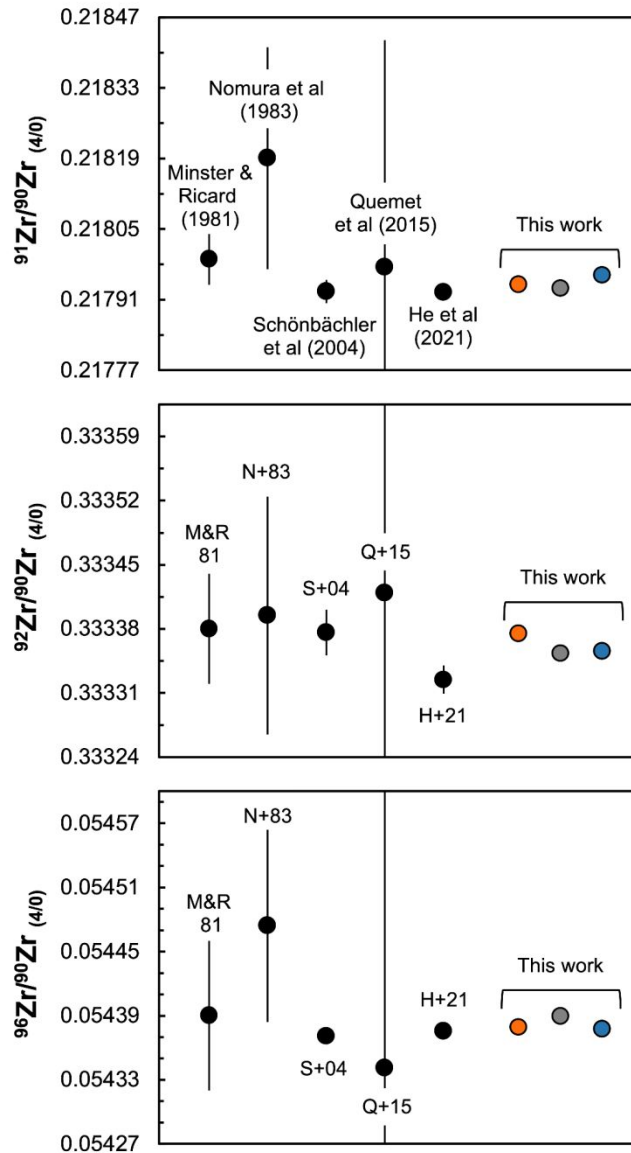 ⁹¹Zr/⁹⁰Zr (4/0)
0.21847
0.21833
0.21819
0.21805
0.21791
0.21777
Nomura et al
(1983)
Minster &
Ricard
(1981)
Quemet
et al (2015)
This work
Schönbächler
et al (2004)
He et al
(2021)
⁹²Zr/⁹⁰Zr (4/0)
0.33359
0.33352
0.33345
0.33338
0.33331
0.33324
N+83
M&R
81
S+04
Q+15
H+21
This work
⁹⁶Zr/⁹⁰Zr (4/0)
0.05457
0.05451
0.05445
0.05439
0.05433
0.05427
N+83
M&R
81
S+04
Q+15
H+21
This work